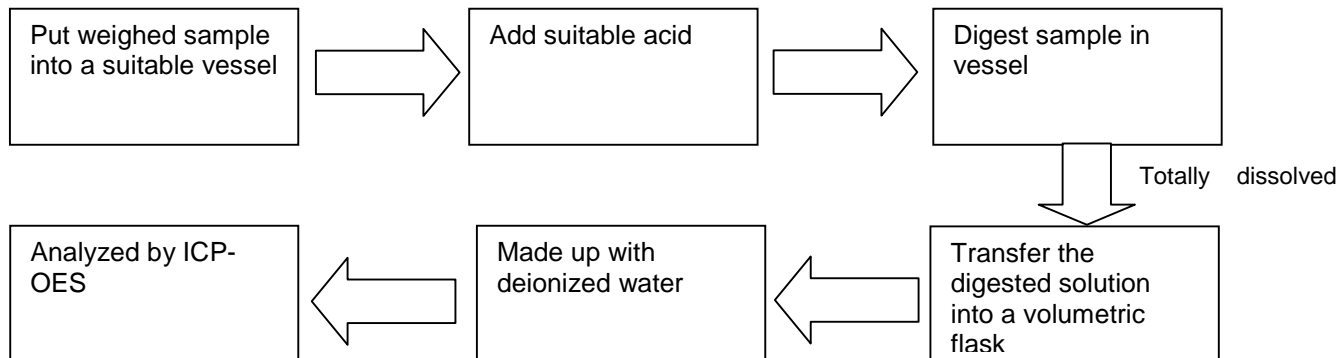 Put weighed sample
into a suitable vessel
Add suitable acid
Digest sample in
vessel
Totally dissolved
Transfer the
digested solution
into a volumetric
flask
Made up with
deionized water
Analyzed by ICP-
OES